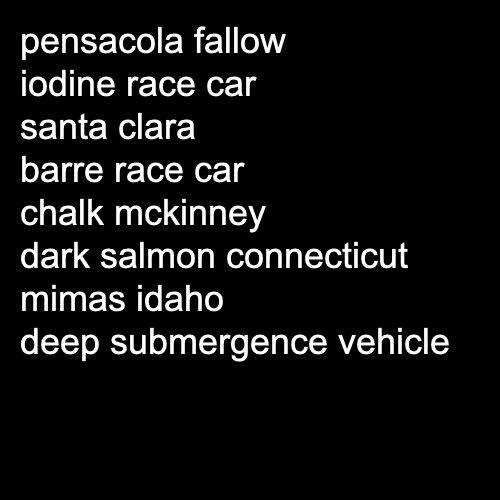 pensacola fallow
iodine race car
santa clara
barre race car
chalk mckinney
dark salmon connecticut
mimas idaho
deep submergence vehicle